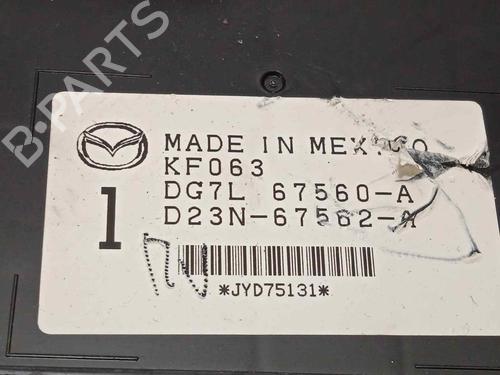 B-PARTS
MADE IN MEXICO
KF063
DG7L 67560-A
D23N-67562-A
1
*JYD75131*